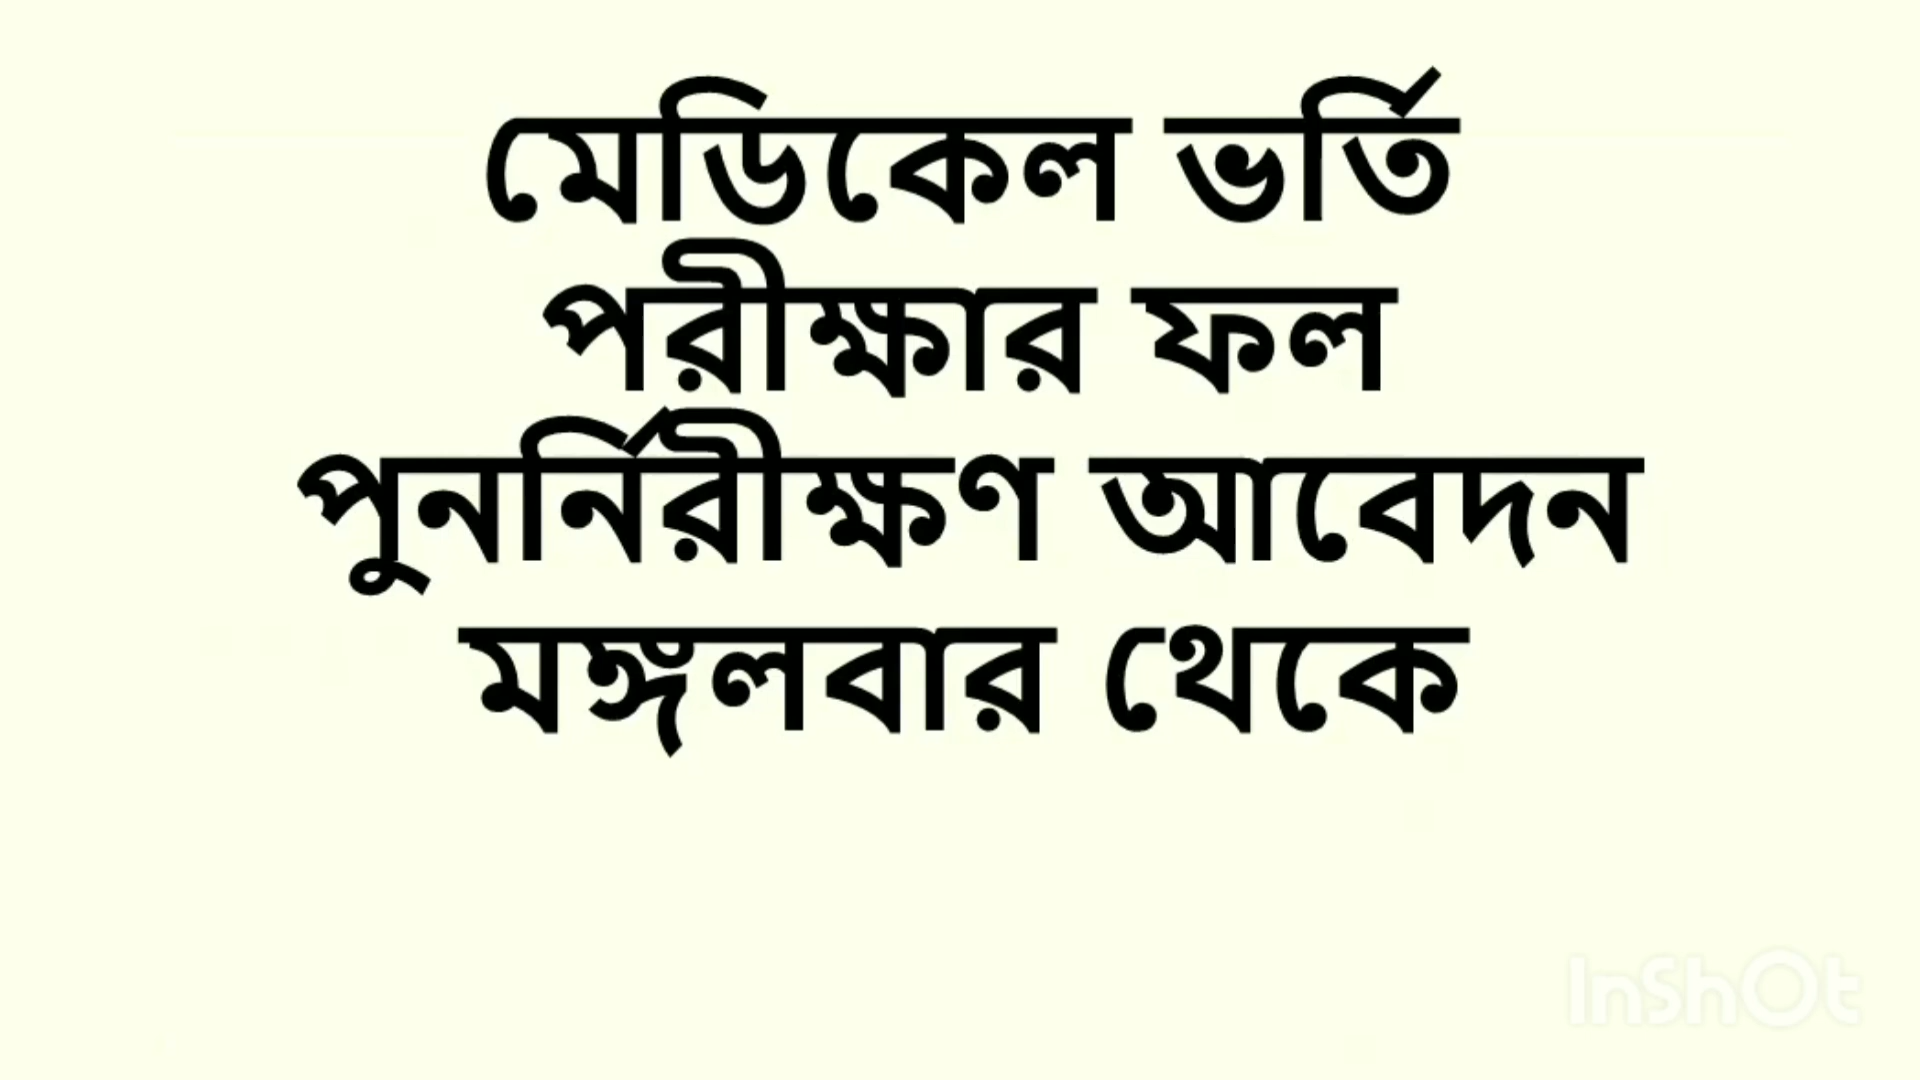 মেডিকেল ভর্তি
পরীক্ষার ফল
পুনর্নিরীক্ষণ আবেদন
মঙ্গলবার থেকে
InShOt